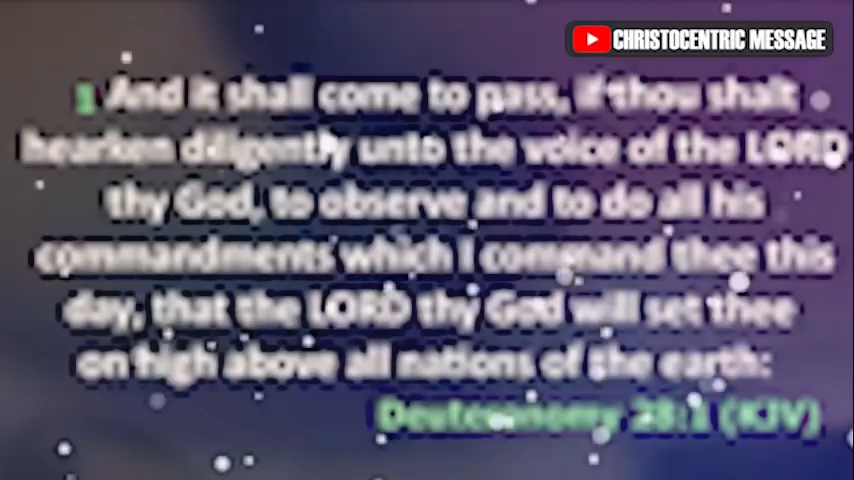 CHRISTOCENTRIC MESSAGE
1 And it shall come to pass, if thou shalt
hearken diligently unto the voice of the LORD
thy God, to observe and to do all his
commandments which I command thee this
day, that the LORD thy God will set thee
on high above all nations of the earth:
Deuteronomy 28:1 (KJV)